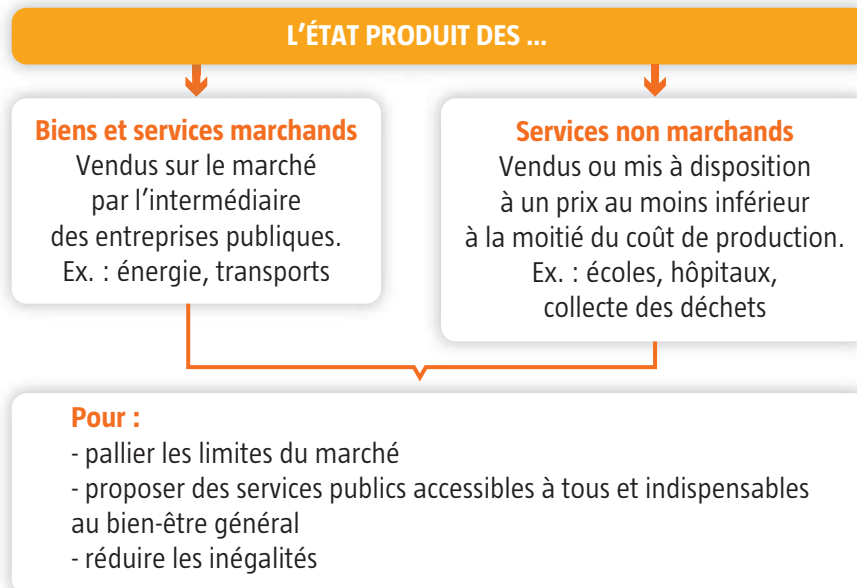 L'ÉTAT PRODUIT DES ...
Biens et services marchands
Vendus sur le marché
par l'intermédiaire
des entreprises publiques.
Ex. : énergie, transports
Services non marchands
Vendus ou mis à disposition
à un prix au moins inférieur
à la moitié du coût de production.
Ex. : écoles, hôpitaux,
collecte des déchets
Pour :
- pallier les limites du marché
- proposer des services publics accessibles à tous et indispensables
au bien-être général
- réduire les inégalités